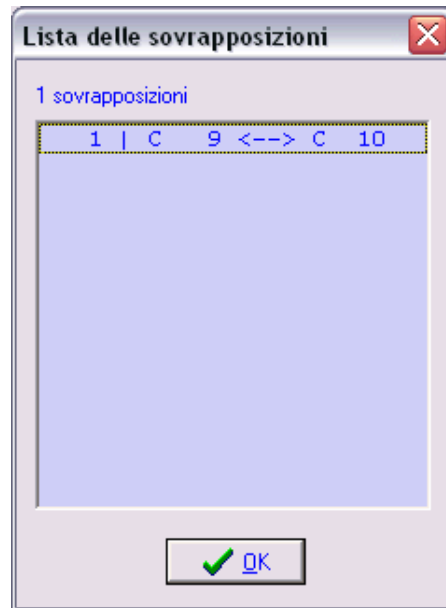 Lista delle sovrapposizioni
1 sovrapposizioni
1 | C 9 <--> C 10
OK